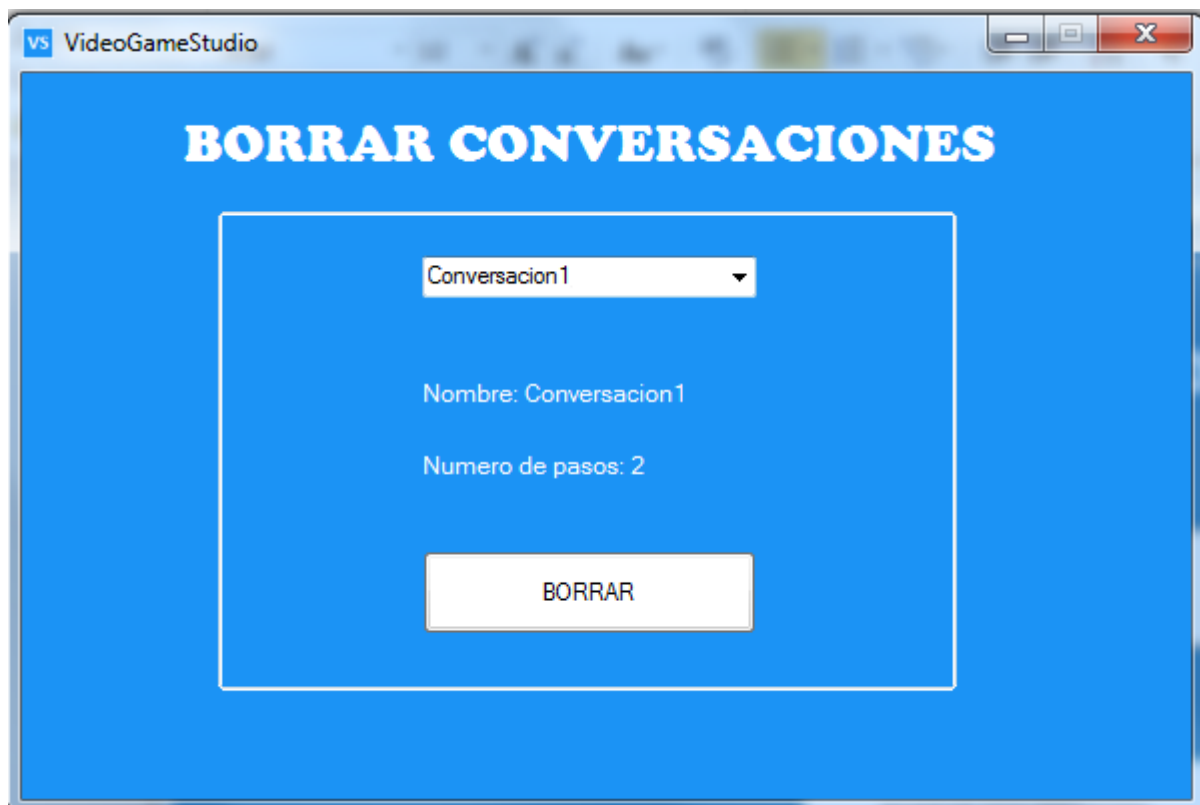 VS VideoGameStudio
BORRAR CONVERSACIONES
Conversacion1
Nombre: Conversacion1
Numero de pasos: 2
BORRAR